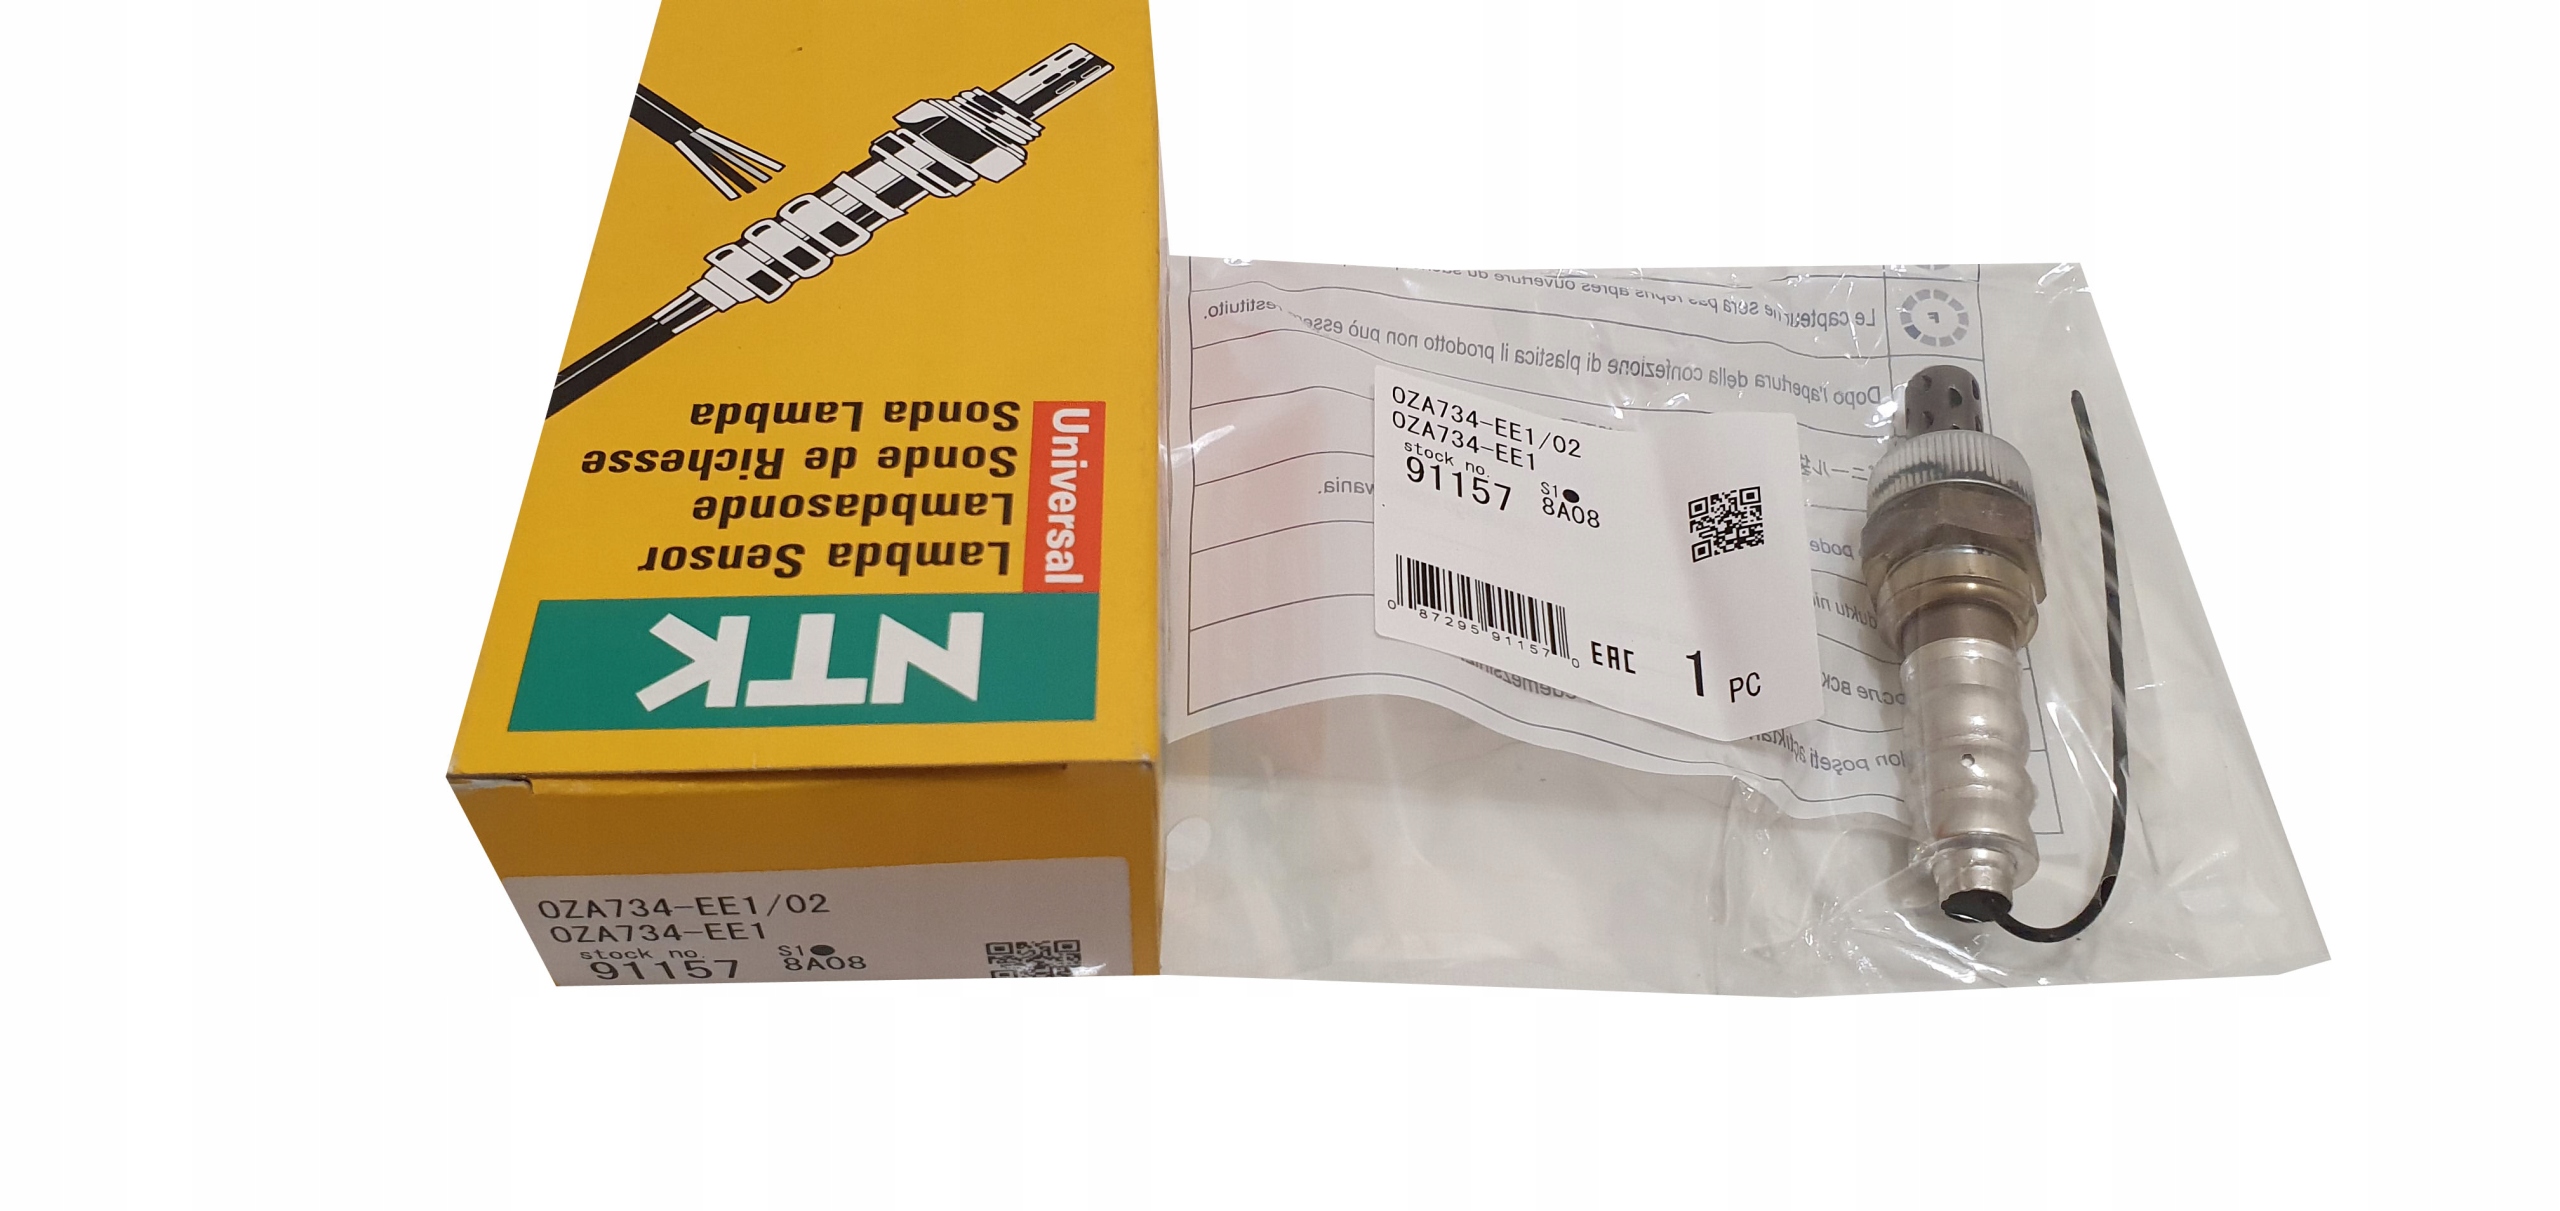 NTK
Universal
Lambda Sensor
Lambdasonde
Sonde de Richesse
Sonda Lambda
OZA734-EE1/02
OZA734-EE1
stock no.
91157
S1
8A08
OZA734-EE1/02
OZA734-EE1
stock no.
91157
S1
8A08
0 87295 91157 0
EAC
1 PC
F
Le capteur ne sera pas repris après ouverture du
Dopo l'apertura della confezione di plastica il prodotto non può essere restituito.